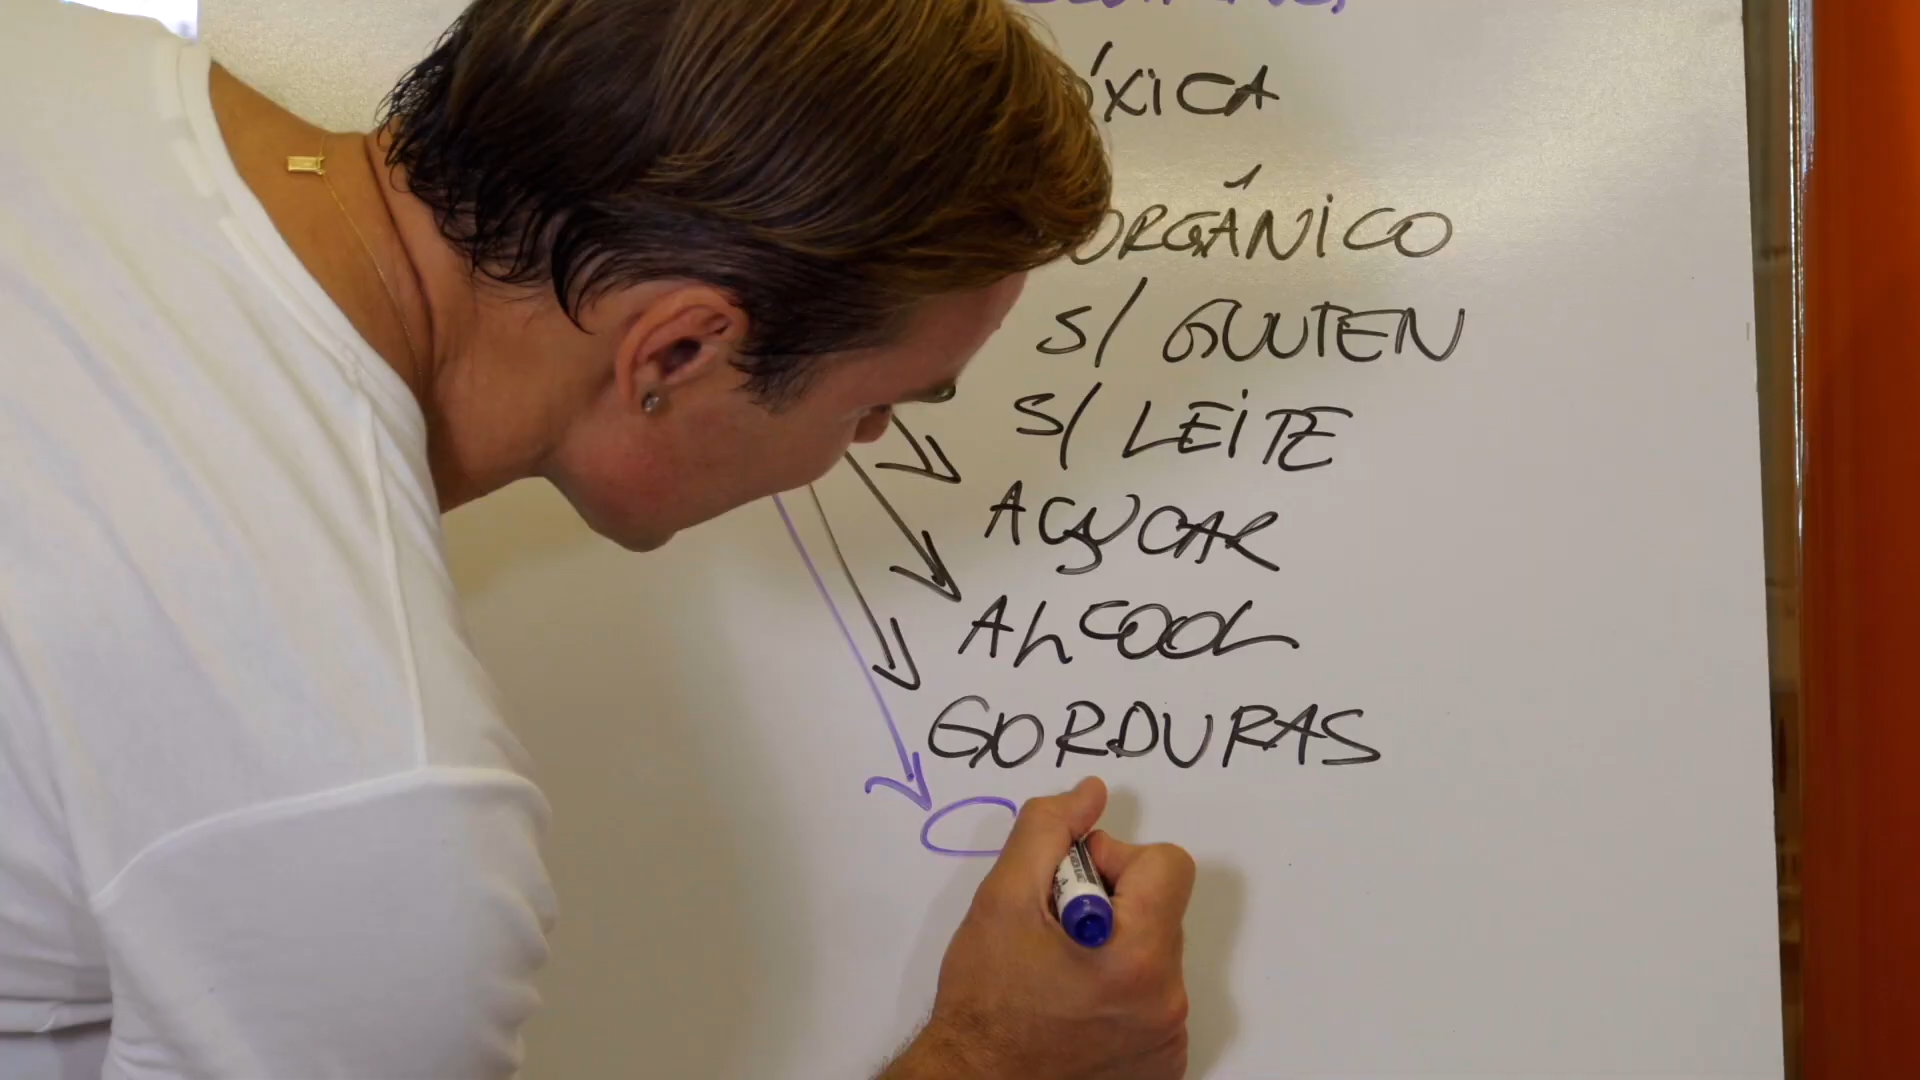 ÓXICA
ORGÂNICO
S/ GLUTEN
S/ LEITE
AÇUCAR
ALCOOL
GORDURAS